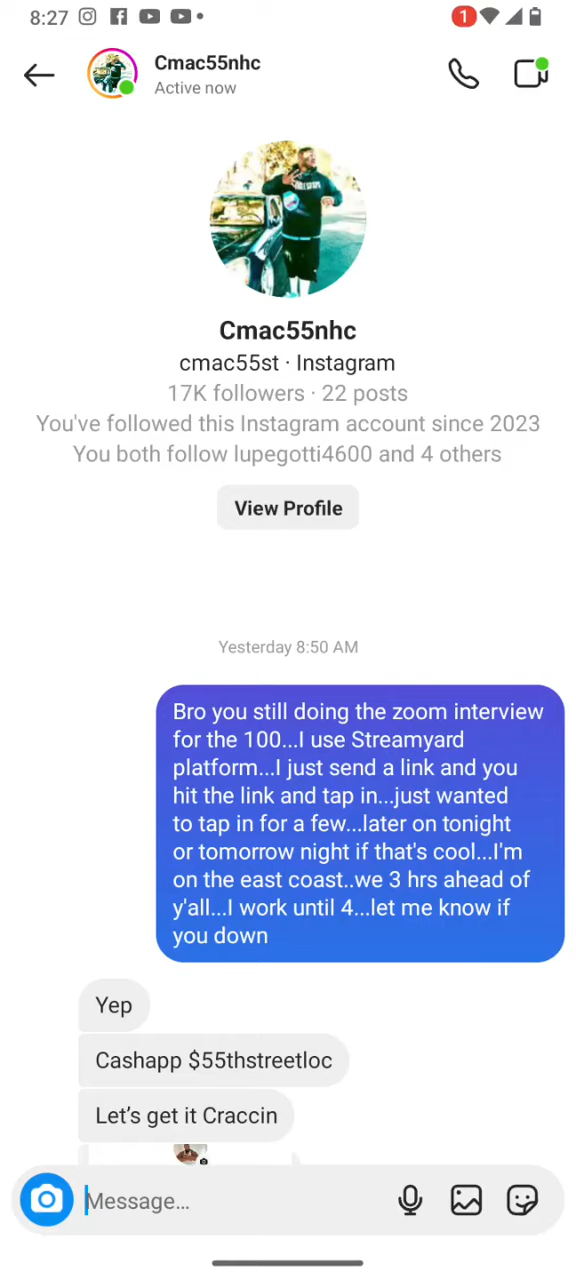 8:27
1
Cmac55nhc
Active now
Cmac55nhc
cmac55st · Instagram
17K followers · 22 posts
You've followed this Instagram account since 2023
You both follow lupegotti4600 and 4 others
View Profile
Yesterday 8:50 AM
Bro you still doing the zoom interview
for the 100...I use Streamyard
platform...I just send a link and you
hit the link and tap in...just wanted
to tap in for a few...later on tonight
or tomorrow night if that's cool...I'm
on the east coast..we 3 hrs ahead of
y'all...I work until 4...let me know if
you down
Yep
Cashapp $55thstreetloc
Let’s get it Craccin
Message...